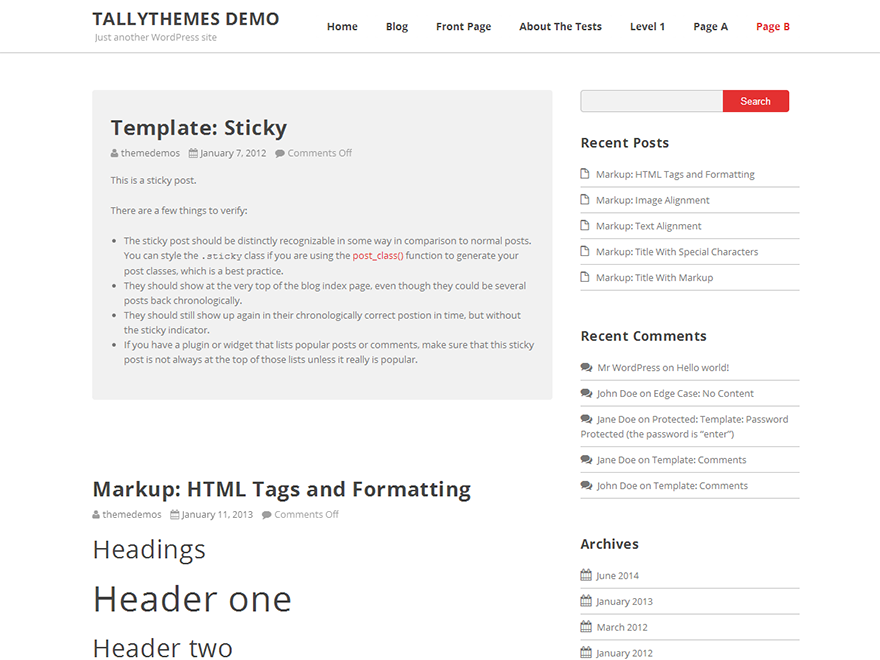 TALLYTHEMES DEMO
Just another WordPress site
Home Blog Front Page About The Tests Level 1 Page A Page B
Template: Sticky
themedemos January 7, 2012 Comments Off
This is a sticky post.
There are a few things to verify:
The sticky post should be distinctly recognizable in some way in comparison to normal posts.
You can style the .sticky class if you are using the post_class() function to generate your
post classes, which is a best practice.
They should show at the very top of the blog index page, even though they could be several
posts back chronologically.
They should still show up again in their chronologically correct postion in time, but without
the sticky indicator.
If you have a plugin or widget that lists popular posts or comments, make sure that this sticky
post is not always at the top of those lists unless it really is popular.
Markup: HTML Tags and Formatting
themedemos January 11, 2013 Comments Off
Headings
Header one
Header two
Search
Recent Posts
Markup: HTML Tags and Formatting
Markup: Image Alignment
Markup: Text Alignment
Markup: Title With Special Characters
Markup: Title With Markup
Recent Comments
Mr WordPress on Hello world!
John Doe on Edge Case: No Content
Jane Doe on Protected: Template: Password
Protected (the password is “enter”)
Jane Doe on Template: Comments
John Doe on Template: Comments
Archives
June 2014
January 2013
March 2012
January 2012